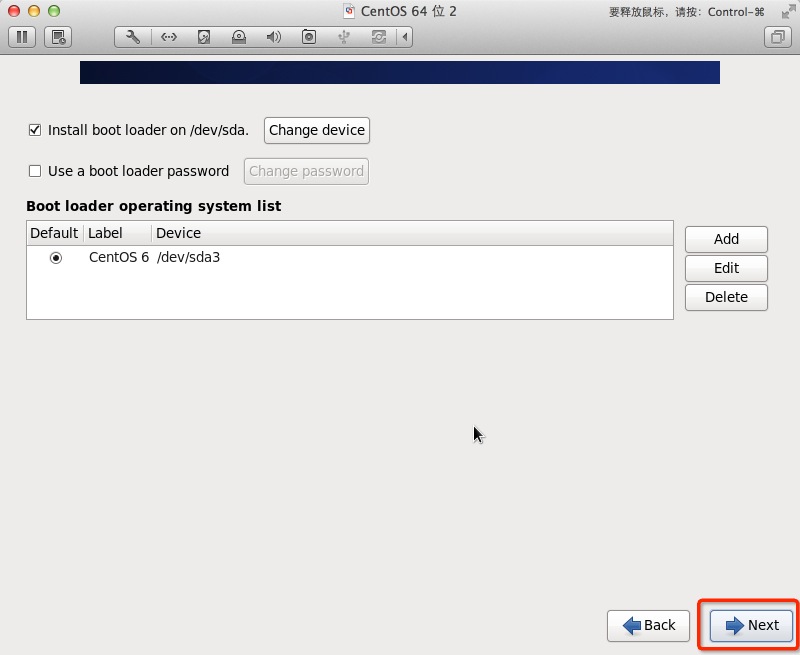 CentOS 64 位 2
要释放鼠标，请按：Control-⌘
Install boot loader on /dev/sda.
Change device
Use a boot loader password
Change password
Boot loader operating system list
Default Label Device
CentOS 6 /dev/sda3
Add
Edit
Delete
Back
Next